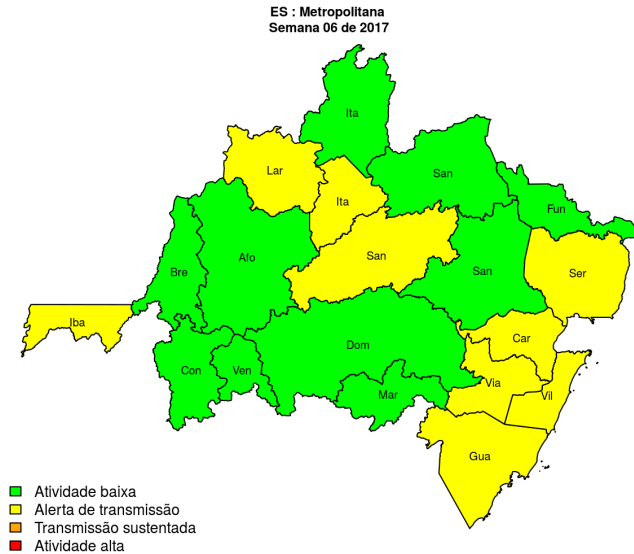 ES : Metropolitana
Semana 06 de 2017
Ita
Lar
San
Ita
Fun
Afo
San
Bre
San
Ser
Iba
Car
Dom
Con
Ven
Via
Mar
Vil
Gua
Atividade baixa
Alerta de transmissão
Transmissão sustentada
Atividade alta